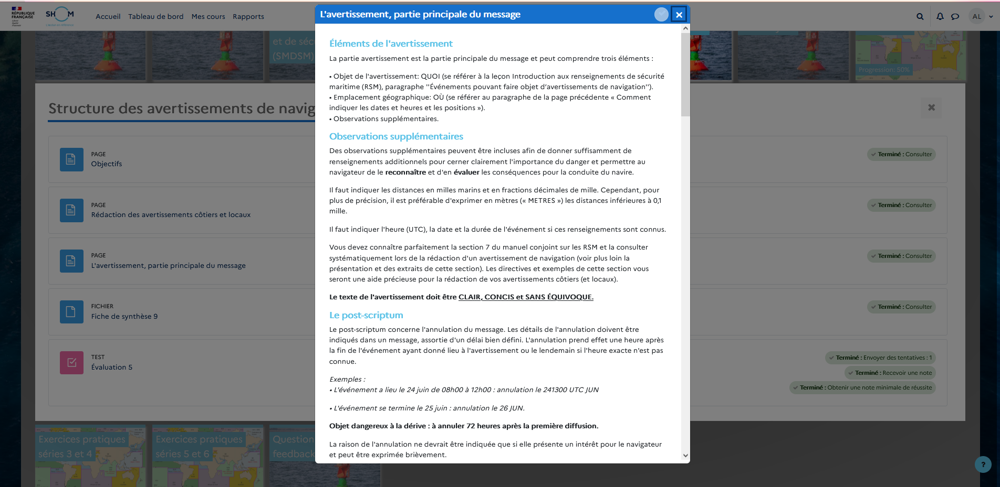 RÉPUBLIQUE
FRANÇAISE
SHOM
Accueil
Tableau de bord
Mes cours
Rapports
AL
et de séc
(SMDSM)
Progression: 50%
Structure des avertissements de navig
PAGE
Objectifs
Terminé : Consulter
PAGE
Rédaction des avertissements côtiers et locaux
Terminé : Consulter
PAGE
L'avertissement, partie principale du message
Terminé : Consulter
FICHIER
Fiche de synthèse 9
Terminé : Consulter
TEST
Évaluation 5
Terminé : Envoyer des tentatives : 1
Terminé : Recevoir une note
Terminé : Obtenir une note minimale de réussite
Exercices pratiques
séries 3 et 4
Exercices pratiques
séries 5 et 6
Question
feedback
?
L'avertissement, partie principale du message
Éléments de l'avertissement
La partie avertissement est la partie principale du message et peut comprendre trois éléments :
• Objet de l'avertissement: QUOI (se référer à la leçon Introduction aux renseignements de sécurité
maritime (RSM), paragraphe ''Événements pouvant faire objet d’avertissements de navigation'').
• Emplacement géographique: OÙ (se référer au paragraphe de la page précédente « Comment
indiquer les dates et heures et les positions »).
• Observations supplémentaires.
Observations supplémentaires
Des observations supplémentaires peuvent être incluses afin de donner suffisamment de
renseignements additionnels pour cerner clairement l'importance du danger et permettre au
navigateur de le reconnaître et d'en évaluer les conséquences pour la conduite du navire.
Il faut indiquer les distances en milles marins et en fractions décimales de mille. Cependant, pour
plus de précision, il est préférable d'exprimer en mètres (« METRES ») les distances inférieures à 0,1
mille.
Il faut indiquer l'heure (UTC), la date et la durée de l'événement si ces renseignements sont connus.
Vous devez connaître parfaitement la section 7 du manuel conjoint sur les RSM et la consulter
systématiquement lors de la rédaction d'un avertissement de navigation (voir plus loin la
présentation et des extraits de cette section). Les directives et exemples de cette section vous
seront une aide précieuse pour la rédaction de vos avertissements côtiers (et locaux).
Le texte de l'avertissement doit être CLAIR, CONCIS et SANS ÉQUIVOQUE.
Le post-scriptum
Le post-scriptum concerne l'annulation du message. Les détails de l'annulation doivent être
indiqués dans un message, assortie d'un délai bien défini. L'annulation prend effet une heure après
la fin de l'événement ayant donné lieu à l'avertissement ou le lendemain si l'heure exacte n'est pas
connue.
Exemples :
• L'événement a lieu le 24 juin de 08h00 à 12h00 : annulation le 241300 UTC JUN
• L'événement se termine le 25 juin : annulation le 26 JUN.
Objet dangereux à la dérive : à annuler 72 heures après la première diffusion.
La raison de l'annulation ne devrait être indiquée que si elle présente un intérêt pour le navigateur
et peut être exprimée brièvement.